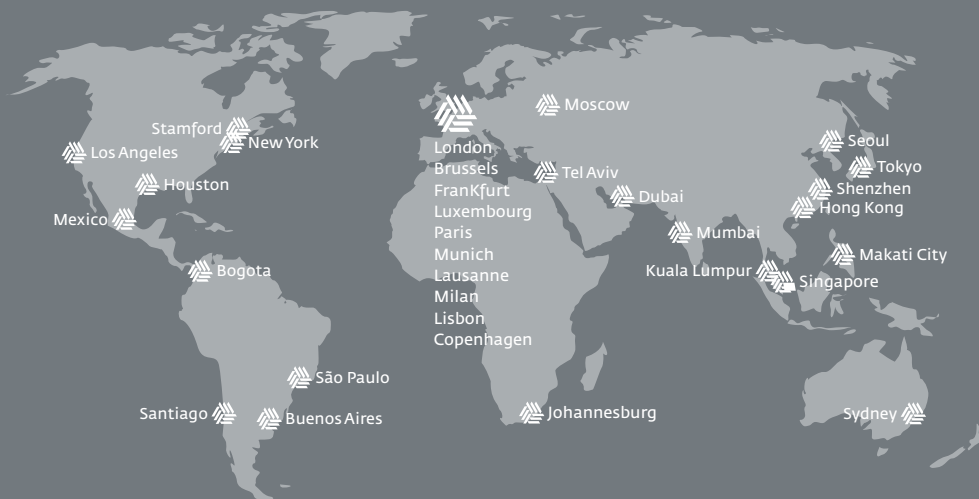 Stamford
New York
Los Angeles
Houston
Mexico
Bogota
São Paulo
Santiago
Buenos Aires
London
Brussels
FranKfurt
Luxembourg
Paris
Munich
Lausanne
Milan
Lisbon
Copenhagen
Moscow
Tel Aviv
Dubai
Mumbai
Johannesburg
Seoul
Tokyo
Shenzhen
Hong Kong
Makati City
Kuala Lumpur
Singapore
Sydney